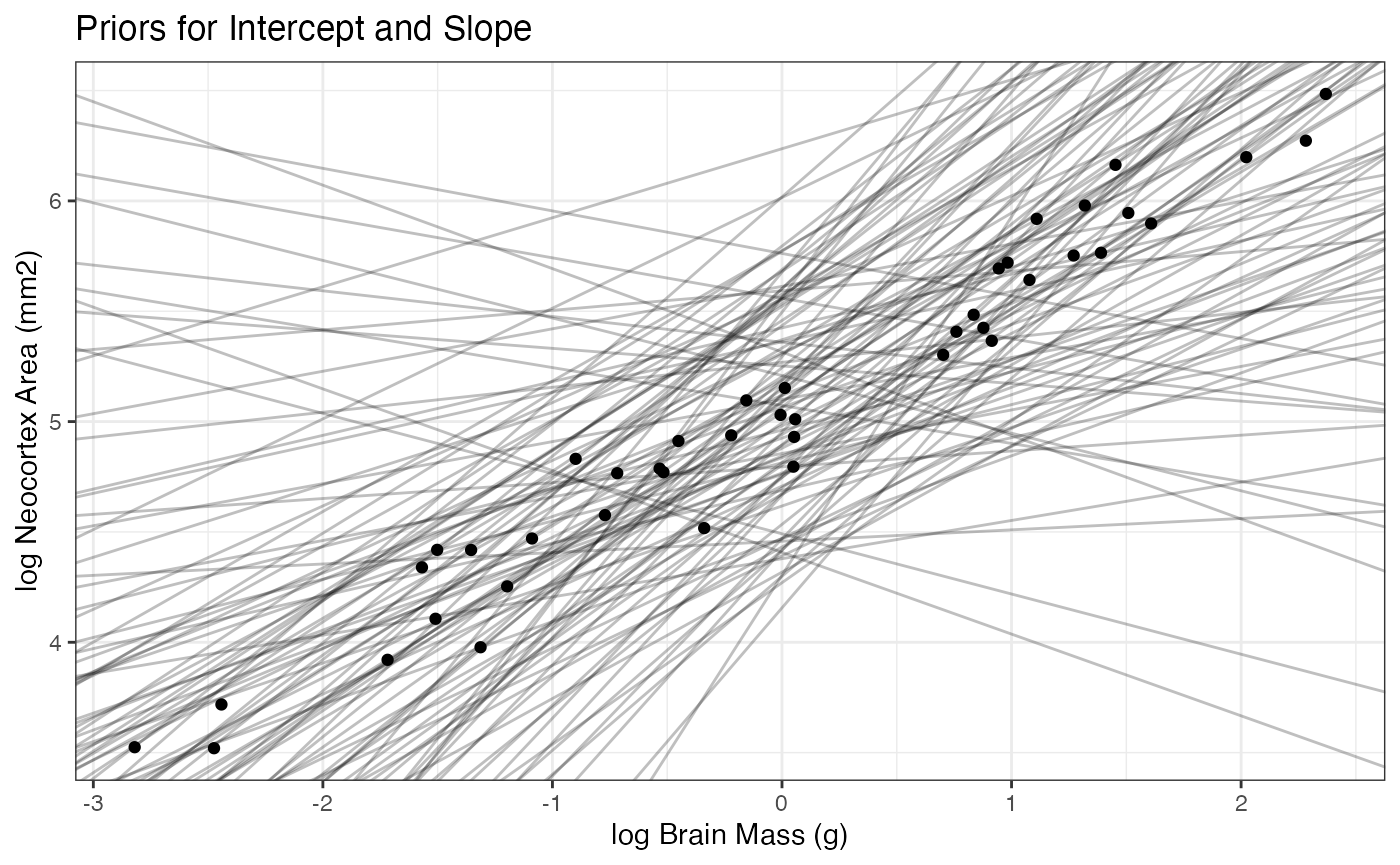 Priors for Intercept and Slope
log Neocortex Area (mm2)
6
5
4
-3 -2 -1 0 1 2
log Brain Mass (g)